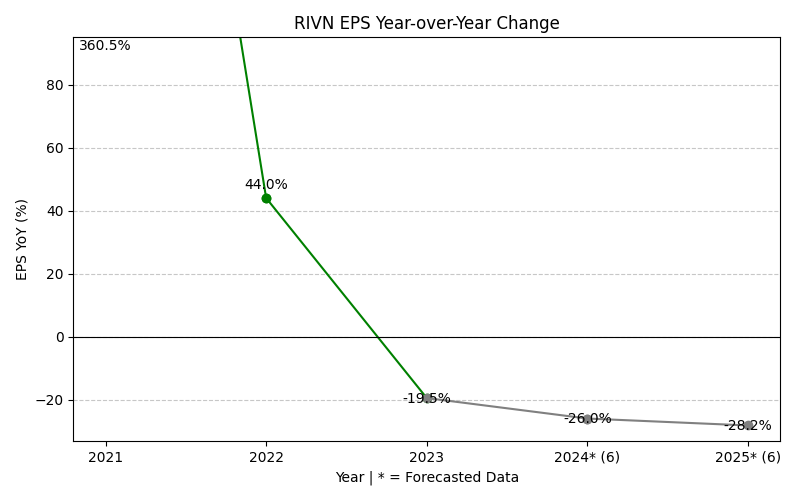 RIVN EPS Year-over-Year Change
360.5%
80
60
44.0%
40
20
0
-19.5%
−20
-26.0%
-28.2%
EPS YoY (%)
2021 2022 2023 2024* (6) 2025* (6)
Year | * = Forecasted Data